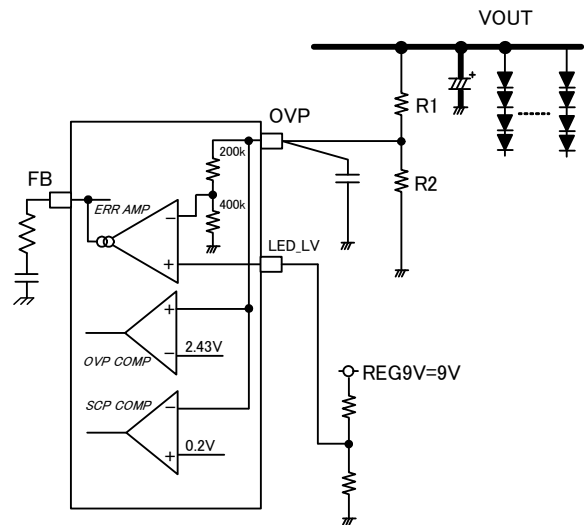 VOUT
OVP
R1
200k
FB
R2
ERR AMP
400k
−
+
LED_LV
+
−
2.43V
OVP COMP
REG9V=9V
SCP COMP
−
+
0.2V